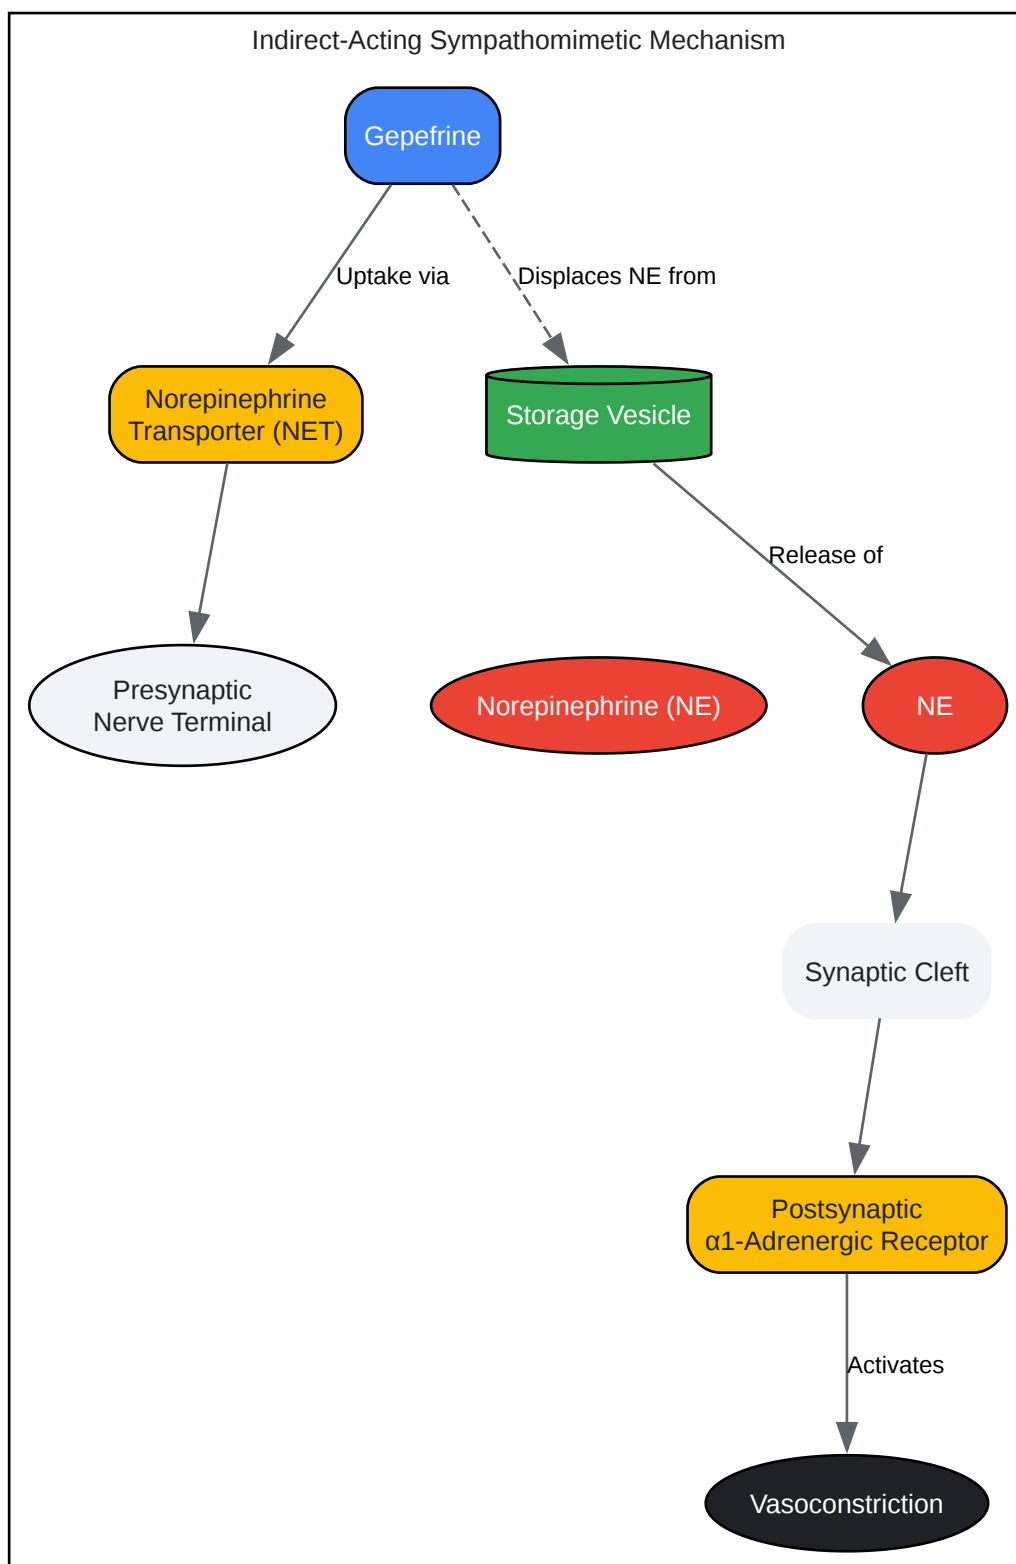 Indirect-Acting Sympathomimetic Mechanism
Gepefrine
Uptake via
Displaces NE from
Norepinephrine
Transporter (NET)
Storage Vesicle
Release of
Presynaptic
Nerve Terminal
Norepinephrine (NE)
NE
Synaptic Cleft
Postsynaptic
α1-Adrenergic Receptor
Activates
Vasoconstriction